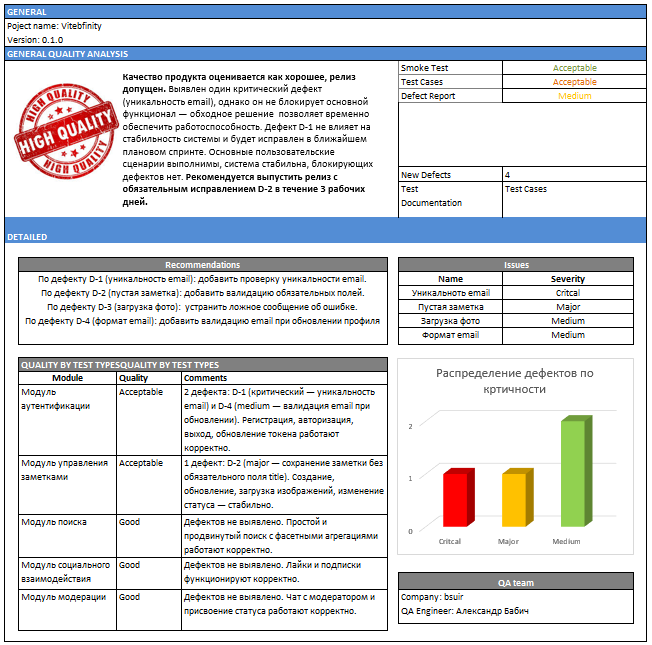 GENERAL
Poject name: Vitebfinity
Version: 0.1.0
GENERAL QUALITY ANALYSIS
HIGH QUALITY
HIGH QUALITY
HIGH QUALITY
Качество продукта оценивается как хорошее, релиз
допущен. Выявлен один критический дефект
(уникальность email), однако он не блокирует основной
функционал — обходное решение позволяет временно
обеспечить работоспособность. Дефект D-1 не влияет на
стабильность системы и будет исправлен в ближайшем
плановом спринте. Основные пользовательские
сценарии выполнимы, система стабильна, блокирующих
дефектов нет. Рекомендуется выпустить релиз с
обязательным исправлением D-2 в течение 3 рабочих
дней.
Smoke Test Acceptable
Test Cases Acceptable
Defect Report Medium
New Defects 4
Test Test Cases
Documentation
DETAILED
Recommendations
По дефекту D-1 (уникальность email): добавить проверку уникальности email.
По дефекту D-2 (пустая заметка): добавить валидацию обязательных полей.
По дефекту D-3 (загрузка фото): устранить ложное сообщение об ошибке.
По дефекту D-4 (формат email): добавить валидацию email при обновлении профиля
Issues
Name Severity
Уникальноть email Critcal
Пустая заметка Major
Загрузка фото Medium
Формат email Medium
QUALITY BY TEST TYPESQUALITY BY TEST TYPES
Module Quality Comments
Модуль Acceptable 2 дефекта: D-1 (критический — уникальность
аутентификации email) и D-4 (medium — валидация email при
обновлении). Регистрация, авторизация,
выход, обновление токена работают
корректно.
Модуль управления Acceptable 1 дефект: D-2 (major — сохранение заметки без
заметками обязательного поля title). Создание,
обновление, загрузка изображений, изменение
статуса — стабильно.
Модуль поиска Good Дефектов не выявлено. Простой и
продвинутый поиск с фасетными агрегациями
работают корректно.
Модуль социального Good Дефектов не выявлено. Лайки и подписки
взаимодействия функционируют корректно.
Модуль модерации Good Дефектов не выявлено. Чат с модератором и
присвоение статуса работают корректно.
Распределение дефектов по
кртичности
2
1
0
Critcal Major Medium
QA team
Company: bsuir
QA Engineer: Александр Бабич